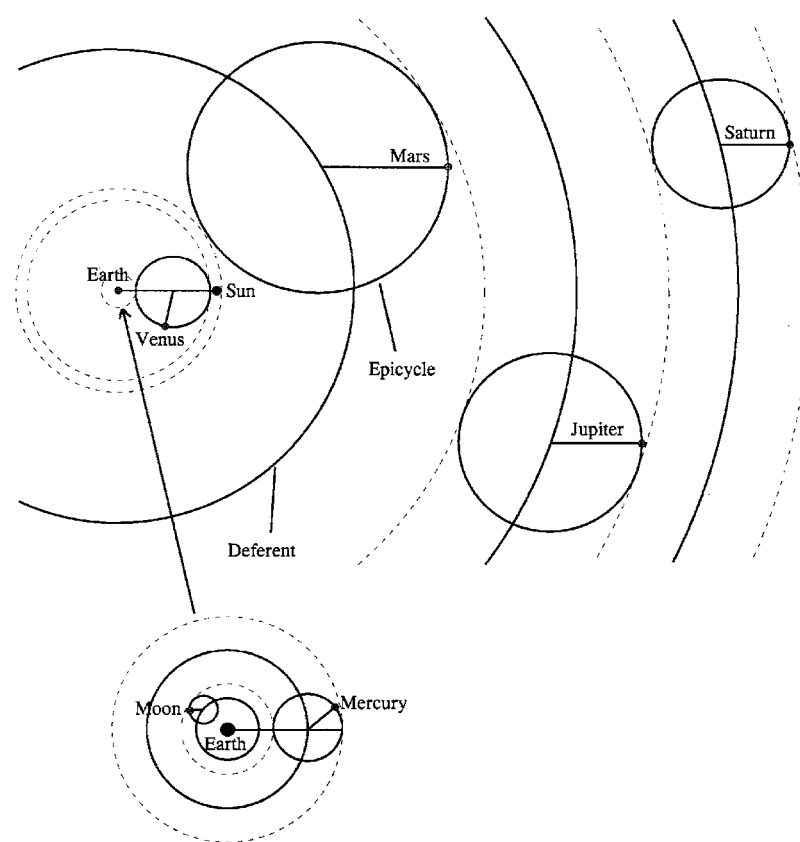 Saturn
Mars
Earth
Sun
Venus
Epicycle
Jupiter
Deferent
Moon
Mercury
Earth